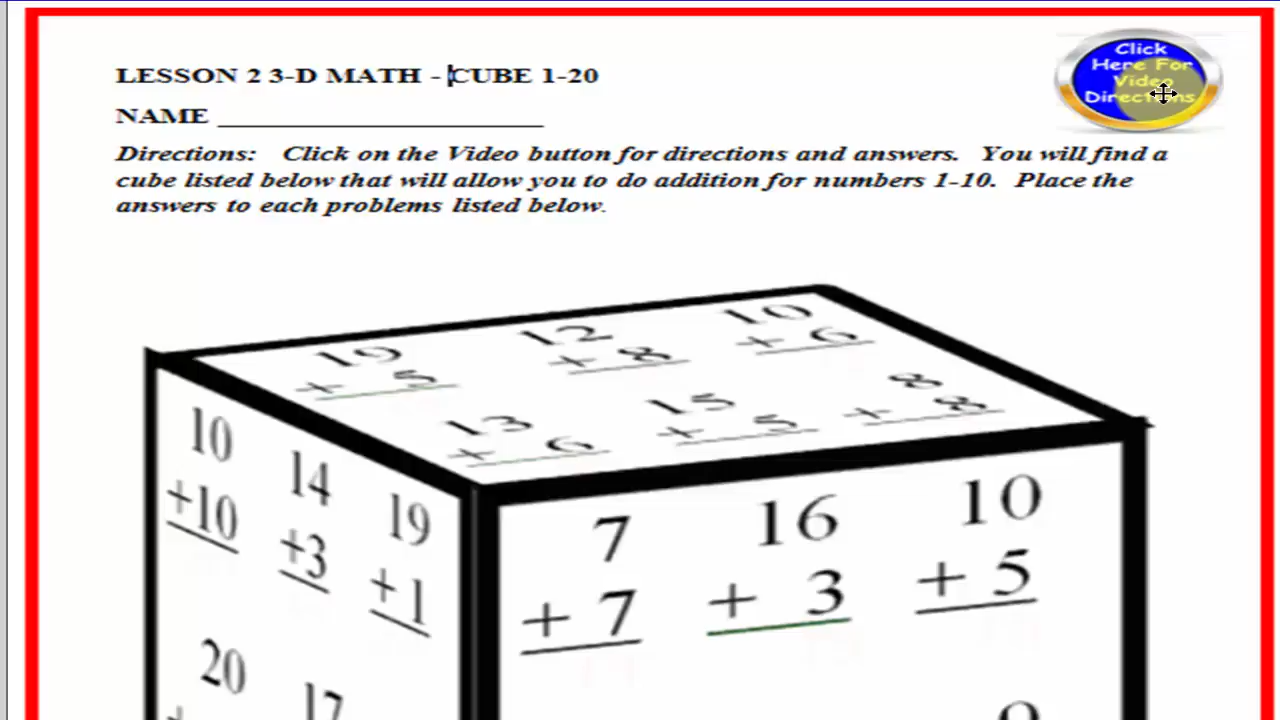 LESSON 2 3-D MATH - CUBE 1-20
Click
Here For
Video
Directions
NAME
Directions: Click on the Video button for directions and answers. You will find a
cube listed below that will allow you to do addition for numbers 1-10. Place the
answers to each problems listed below.
19 12 10
+ 5 + 8 + 6
13 15 8
+ 6 + 5 + 8
10 14 19
+10 +3 +1
20 17
7 16 10
+ 7 + 3 + 5